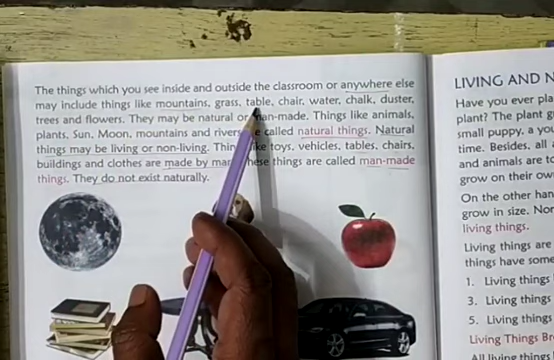 The things which you see inside and outside the classroom or anywhere else
may include things like mountains, grass, table, chair, water, chalk, duster,
trees and flowers. They may be natural or man-made. Things like animals,
plants, Sun, Moon, mountains and rivers called natural things. Natural
things may be living or non-living. like toys, vehicles, tables, chairs,
buildings and clothes are made by man these things are called man-made
things. They do not exist naturally.
LIVING AND N
Have you ever pla
plant? The plant g
small puppy, a yo
time. Besides, all
and animals are to
grow on their ow
On the other han
grow in size. Nor
living things.
Living things are
things have some
1. Living things
3. Living things
5. Living things
Living Things Br
All living things